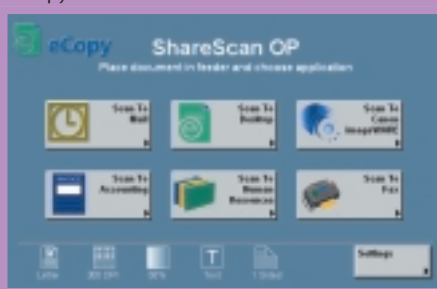 eCopy
ShareScan OP
Place document in feeder and choose application
Scan To
Mail
Scan To
Desktop
Scan To
Canon
imageWARE
Scan To
Accounting
Scan To
Human
Resources
Scan To
Fax
Letter
300 DPI
50%
Text
1 Sided
Settings